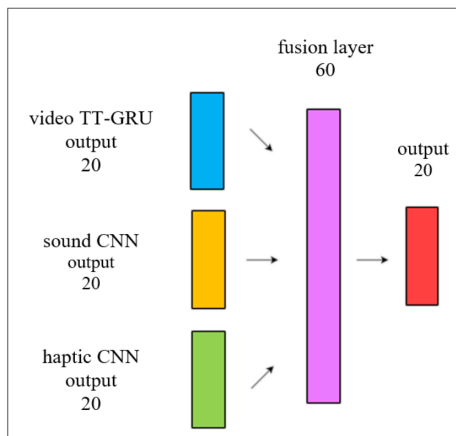 fusion layer
60
video TT-GRU
output
20
output
20
sound CNN
output
20
haptic CNN
output
20